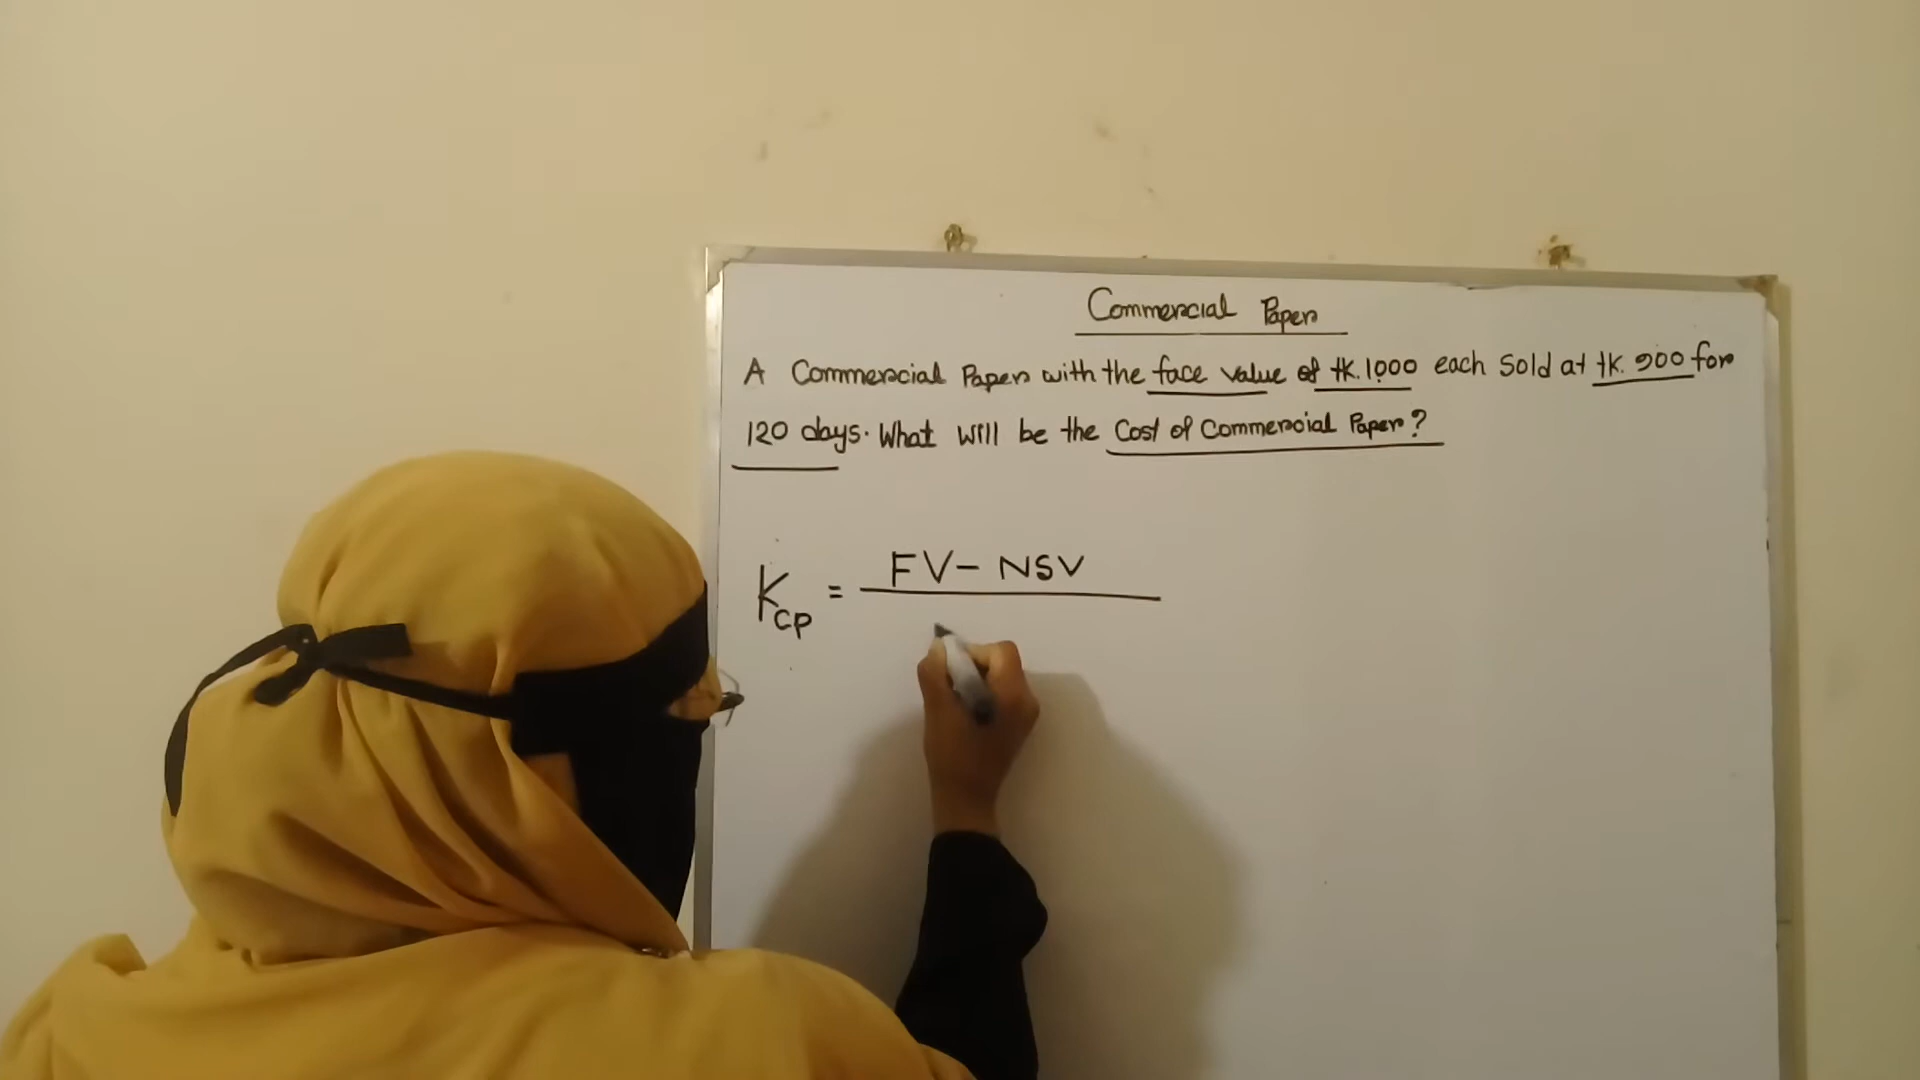 Commercial Paper
A Commercial Paper with the face value of tk.1000 each Sold at tk. 900 for
120 days. What will be the Cost of Commercial Paper?
FV- NSV
Kcp =